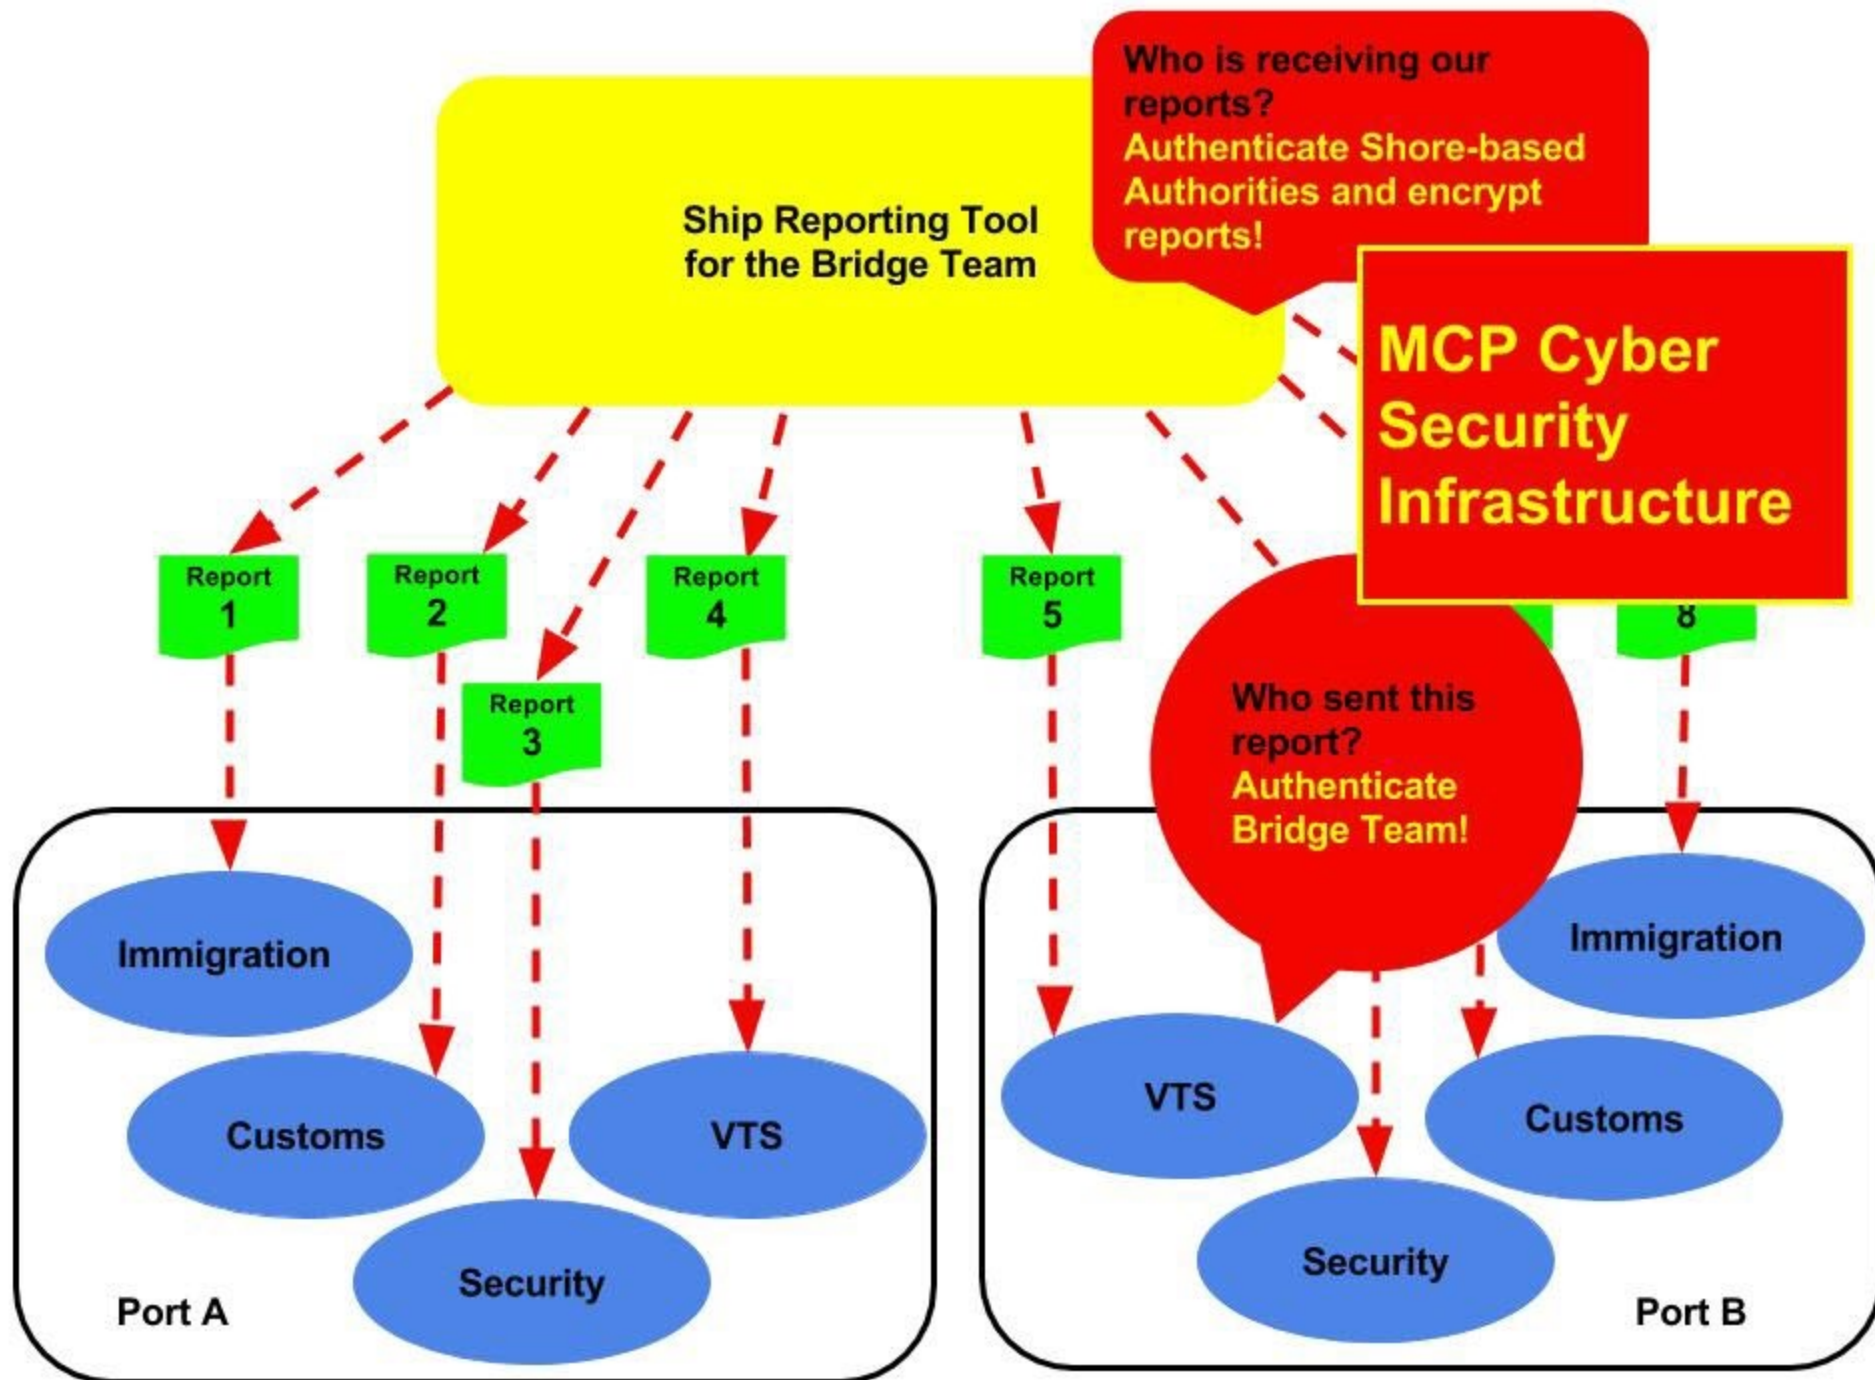 Who is receiving our
reports?
Authenticate Shore-based
Authorities and encrypt
reports!
Ship Reporting Tool
for the Bridge Team
MCP Cyber
Security
Infrastructure
Report
1
Report
2
Report
3
Report
4
Report
5
8
Who sent this
report?
Authenticate
Bridge Team!
Immigration
Customs
Security
VTS
Port A
VTS
Security
Customs
Immigration
Port B